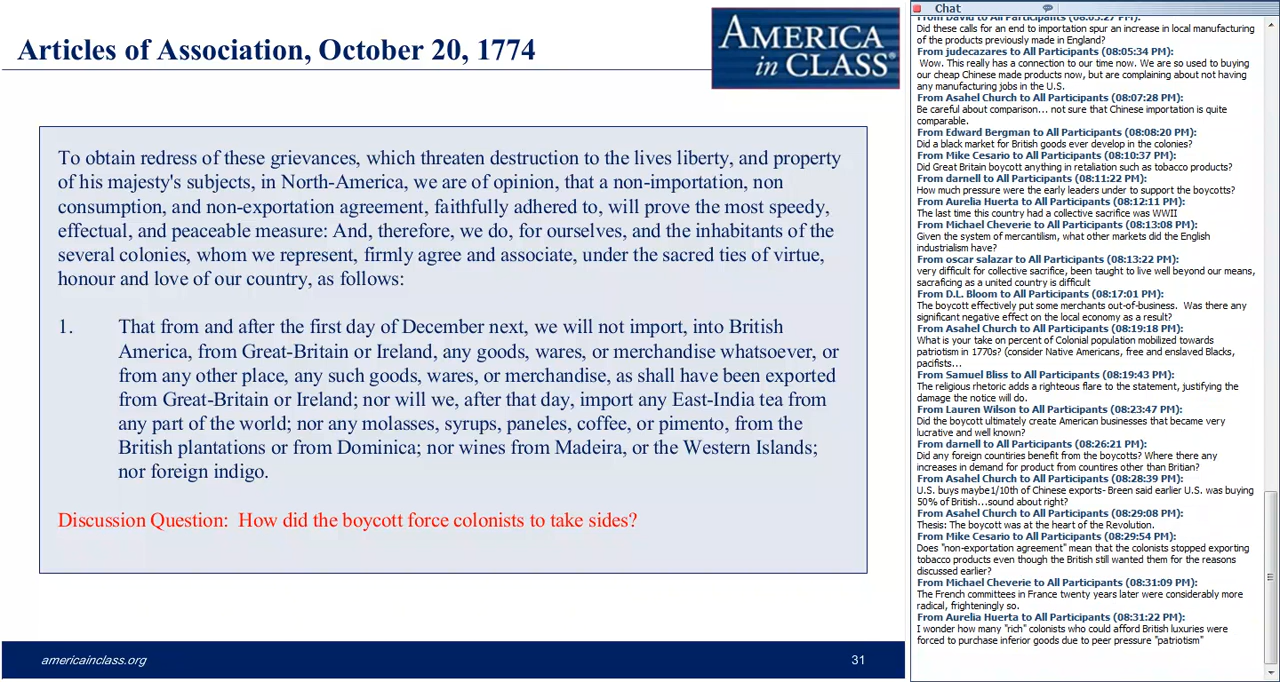 Articles of Association, October 20, 1774
AMERICA
in CLASS®
To obtain redress of these grievances, which threaten destruction to the lives liberty, and property
of his majesty's subjects, in North-America, we are of opinion, that a non-importation, non
consumption, and non-exportation agreement, faithfully adhered to, will prove the most speedy,
effectual, and peaceable measure: And, therefore, we do, for ourselves, and the inhabitants of the
several colonies, whom we represent, firmly agree and associate, under the sacred ties of virtue,
honour and love of our country, as follows:
1. That from and after the first day of December next, we will not import, into British
America, from Great-Britain or Ireland, any goods, wares, or merchandise whatsoever, or
from any other place, any such goods, wares, or merchandise, as shall have been exported
from Great-Britain or Ireland; nor will we, after that day, import any East-India tea from
any part of the world; nor any molasses, syrups, paneles, coffee, or pimento, from the
British plantations or from Dominica; nor wines from Madeira, or the Western Islands;
nor foreign indigo.
Discussion Question: How did the boycott force colonists to take sides?
americainclass.org
31
Chat
From David to All Participants (08:03:27 PM):
Did these calls for an end to importation spur an increase in local manufacturing
of the products previously made in England?
From judecazares to All Participants (08:05:34 PM):
Wow. This really has a connection to our time now. We are so used to buying
our cheap Chinese made products now, but are complaining about not having
any manufacturing jobs in the U.S.
From Asahel Church to All Participants (08:07:28 PM):
Be careful about comparison... not sure that Chinese importation is quite
comparable.
From Edward Bergman to All Participants (08:08:20 PM):
Did a black market for British goods ever develop in the colonies?
From Mike Cesario to All Participants (08:10:37 PM):
Did Great Britain boycott anything in retaliation such as tobacco products?
From darnell to All Participants (08:11:22 PM):
How much pressure were the early leaders under to support the boycotts?
From Aurelia Huerta to All Participants (08:12:11 PM):
The last time this country had a collective sacrifice was WWII
From Michael Cheverie to All Participants (08:13:08 PM):
Given the system of mercantilism, what other markets did the English
industrialism have?
From oscar salazar to All Participants (08:13:22 PM):
very difficult for collective sacrifice, been taught to live well beyond our means,
sacraficing as a united country is difficult
From D.L. Bloom to All Participants (08:17:01 PM):
The boycott effectively put some merchants out-of-business. Was there any
significant negative effect on the local economy as a result?
From Asahel Church to All Participants (08:19:18 PM):
What is your take on percent of Colonial population mobilized towards
patriotism in 1770s? (consider Native Americans, free and enslaved Blacks,
pacifists...
From Samuel Bliss to All Participants (08:19:43 PM):
The religious rhetoric adds a righteous flare to the statement, justifying the
damage the notice will do.
From Lauren Wilson to All Participants (08:23:47 PM):
Did the boycott ultimately create American businesses that became very
lucrative and well known?
From darnell to All Participants (08:26:21 PM):
Did any foreign countiries benefit from the boycotts? Where there any
increases in demand for product from countires other than Britian?
From Asahel Church to All Participants (08:28:39 PM):
U.S. buys maybe1/10th of Chinese exports- Breen said earlier U.S. was buying
50% of British...sound about right?
From Asahel Church to All Participants (08:29:08 PM):
Thesis: The boycott was at the heart of the Revolution.
From Mike Cesario to All Participants (08:29:54 PM):
Does "non-exportation agreement" mean that the colonists stopped exporting
tobacco products even though the British still wanted them for the reasons
discussed earlier?
From Michael Cheverie to All Participants (08:31:09 PM):
The French committees in France twenty years later were considerably more
radical, frighteningly so.
From Aurelia Huerta to All Participants (08:31:22 PM):
I wonder how many "rich" colonists who could afford British luxuries were
forced to purchase inferior goods due to peer pressure "patriotism"